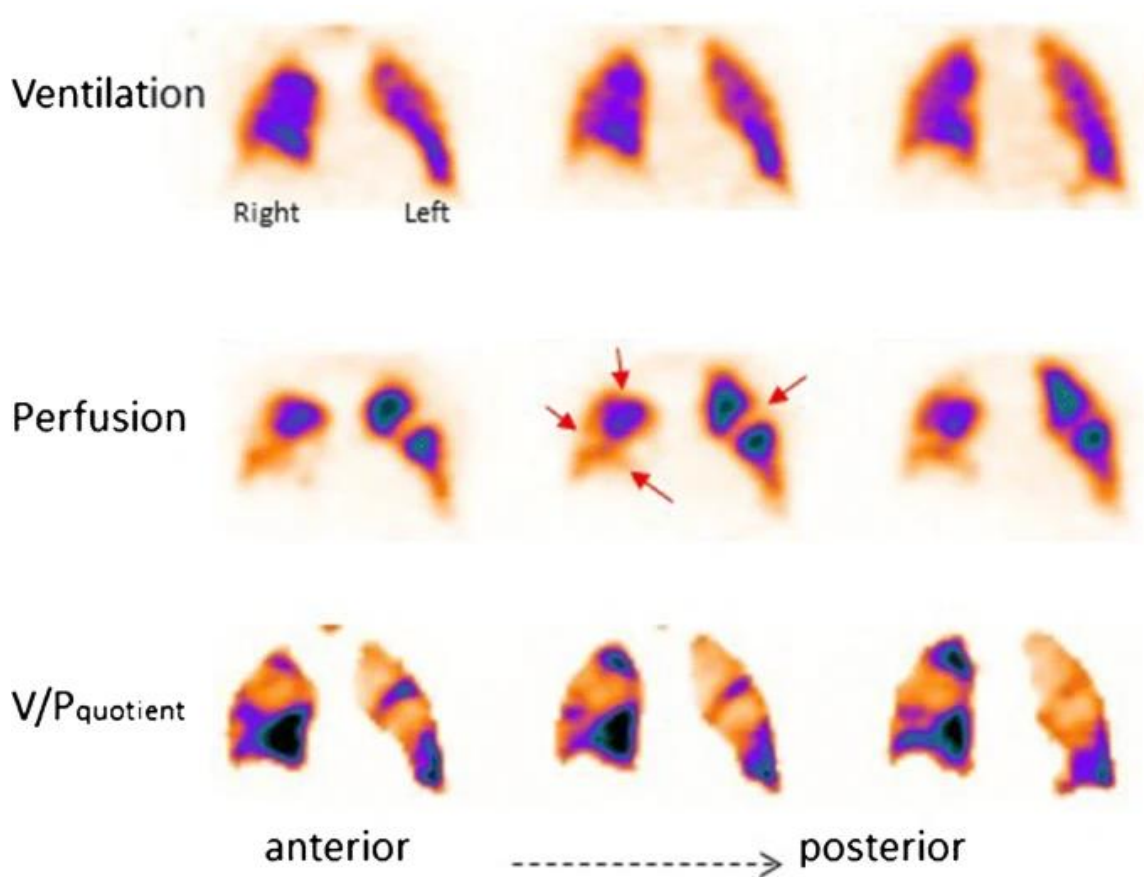 Ventilation
Right Left
Perfusion
V/Pquotient
anterior posterior